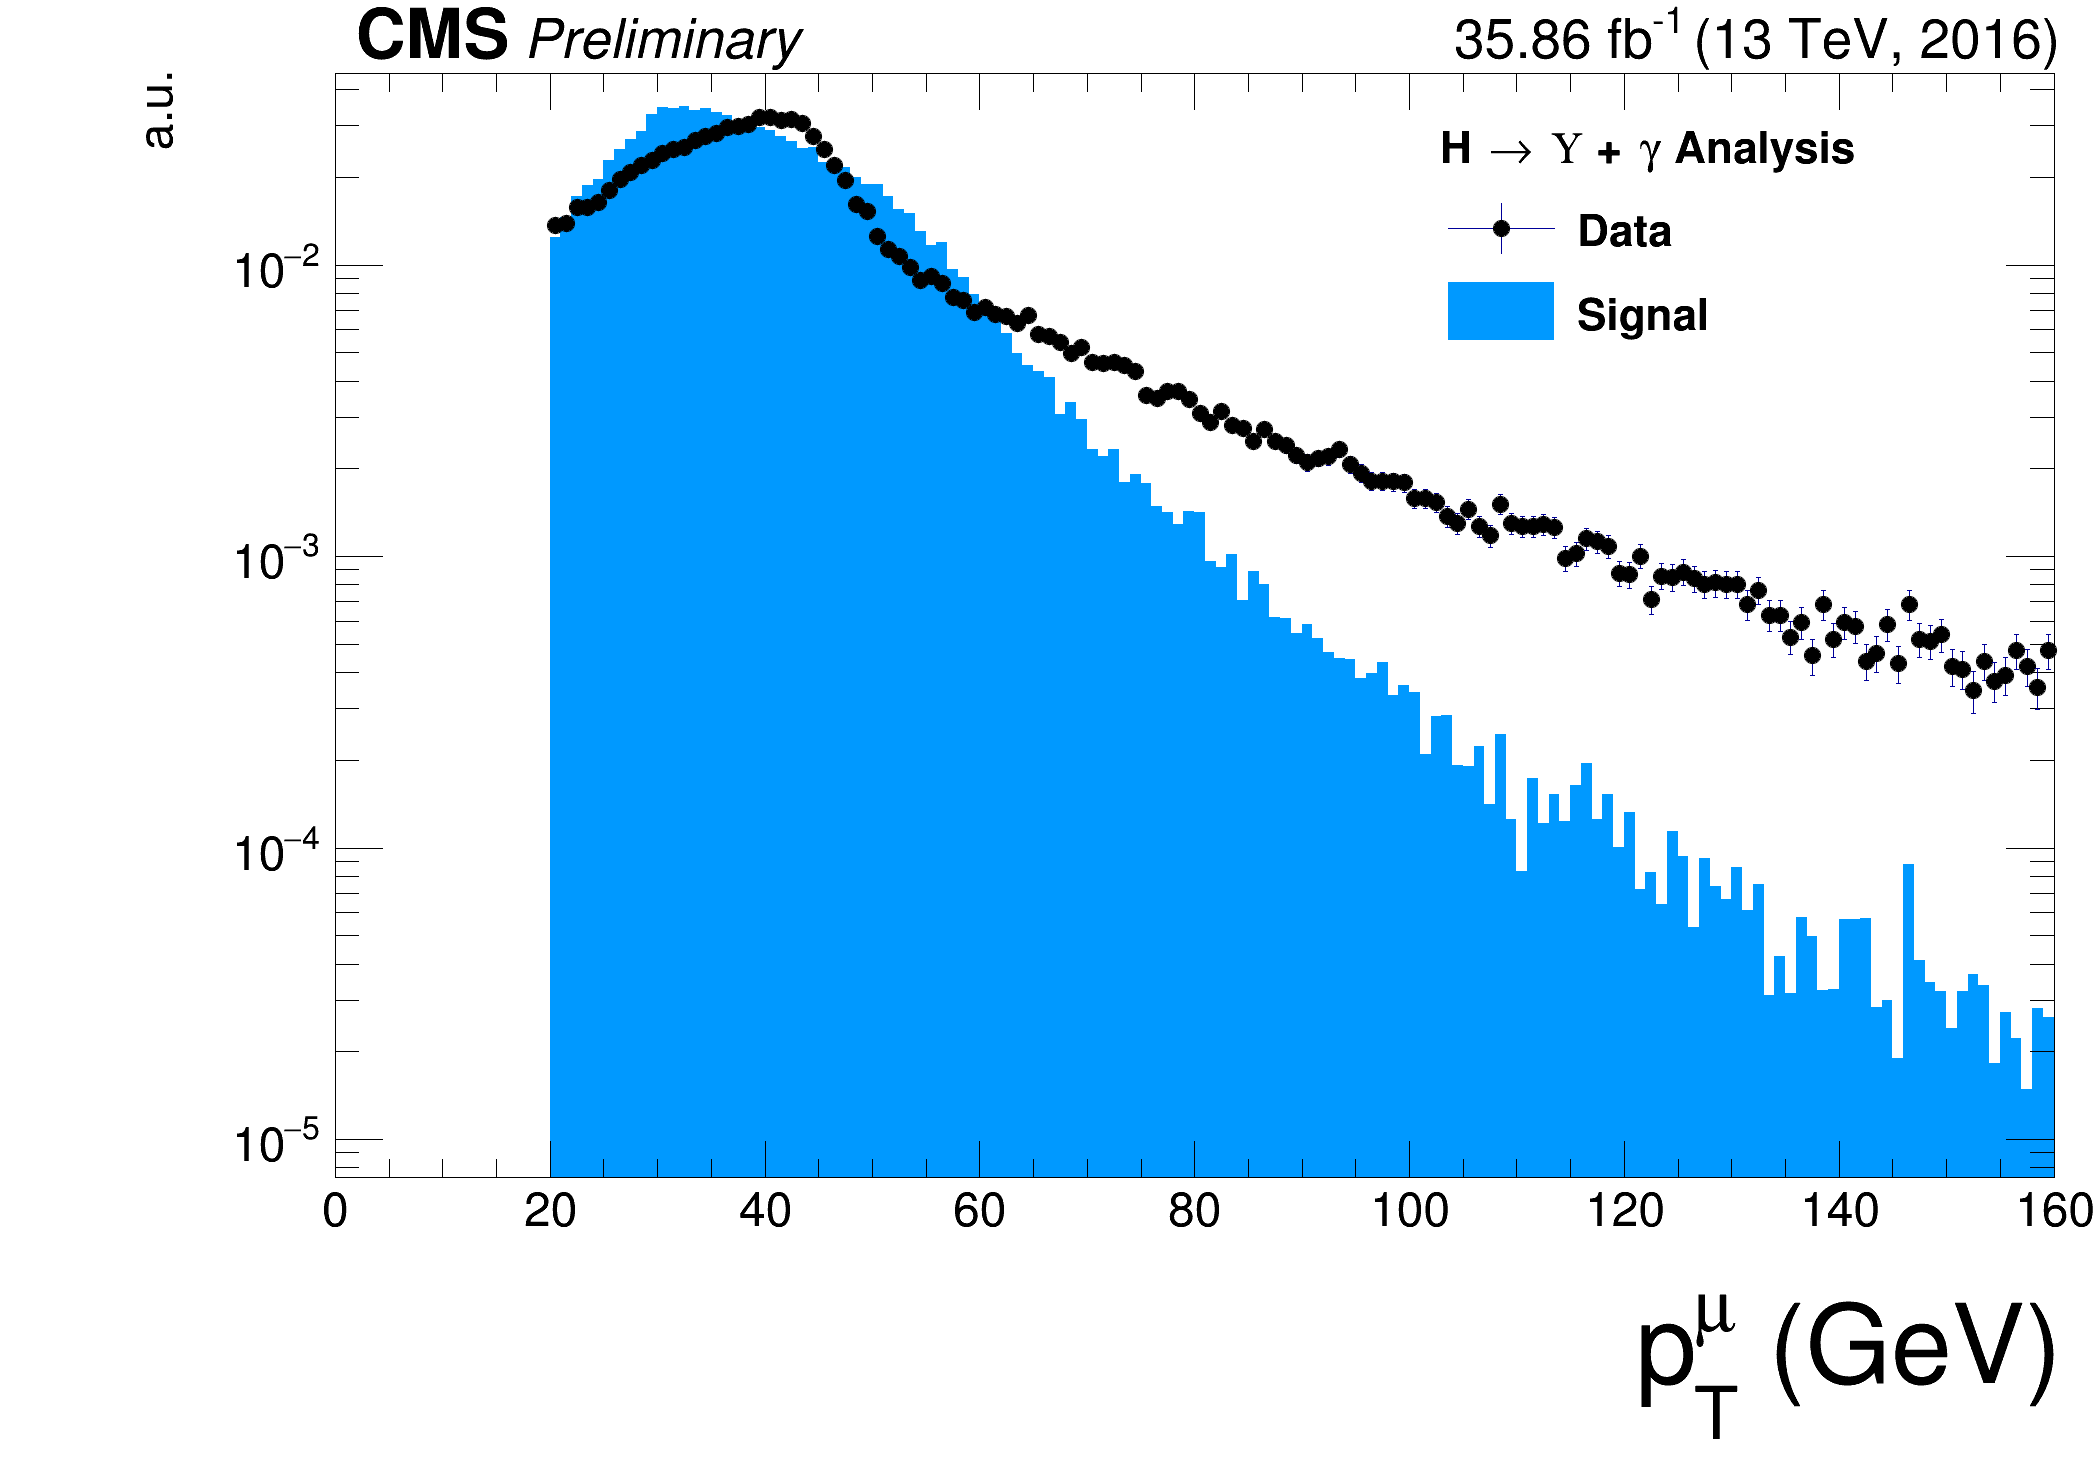 CMS Preliminary 35.86 fb⁻¹ (13 TeV, 2016)
a.u.
H → Υ + γ Analysis
Data
Signal
10⁻²
10⁻³
10⁻⁴
10⁻⁵
0 20 40 60 80 100 120 140 160
p_T^μ (GeV)